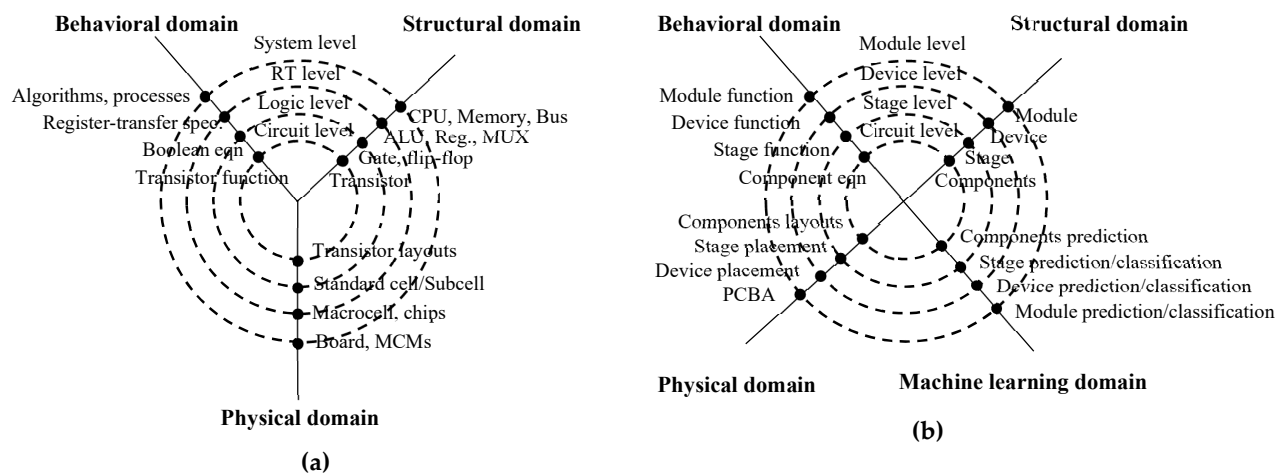 Behavioral domain
Structural domain
System level
RT level
Logic level
Circuit level
Algorithms, processes
Register-transfer spec.
Boolean eqn
Transistor function
CPU, Memory, Bus
ALU, Reg., MUX
Gate, flip-flop
Transistor
Transistor layouts
Standard cell/Subcell
Macrocell, chips
Board, MCMs
Physical domain
(a)
Behavioral domain
Structural domain
Module level
Device level
Stage level
Circuit level
Module function
Device function
Stage function
Component eqn
Module
Device
Stage
Components
Components layouts
Stage placement
Device placement
PCBA
Components prediction
Stage prediction/classification
Device prediction/classification
Module prediction/classification
Physical domain
Machine learning domain
(b)